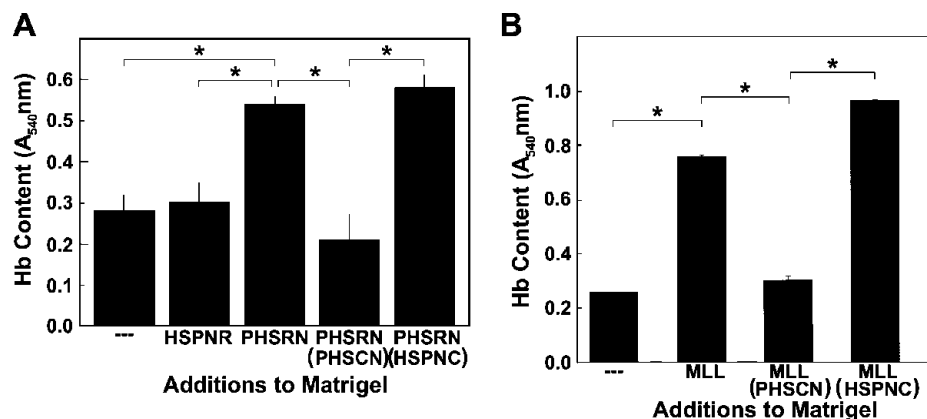 A
Hb Content (A540nm)
0.6
0.5
0.4
0.3
0.2
0.1
0.0
* * * *
--- HSPNR PHSRN PHSRN PHSRN
(PHSCN) (HSPNC)
Additions to Matrigel
B
Hb Content (A540nm)
1.0
0.8
0.6
0.4
0.2
0.0
* * *
--- MLL MLL MLL
(PHSCN) (HSPNC)
Additions to Matrigel